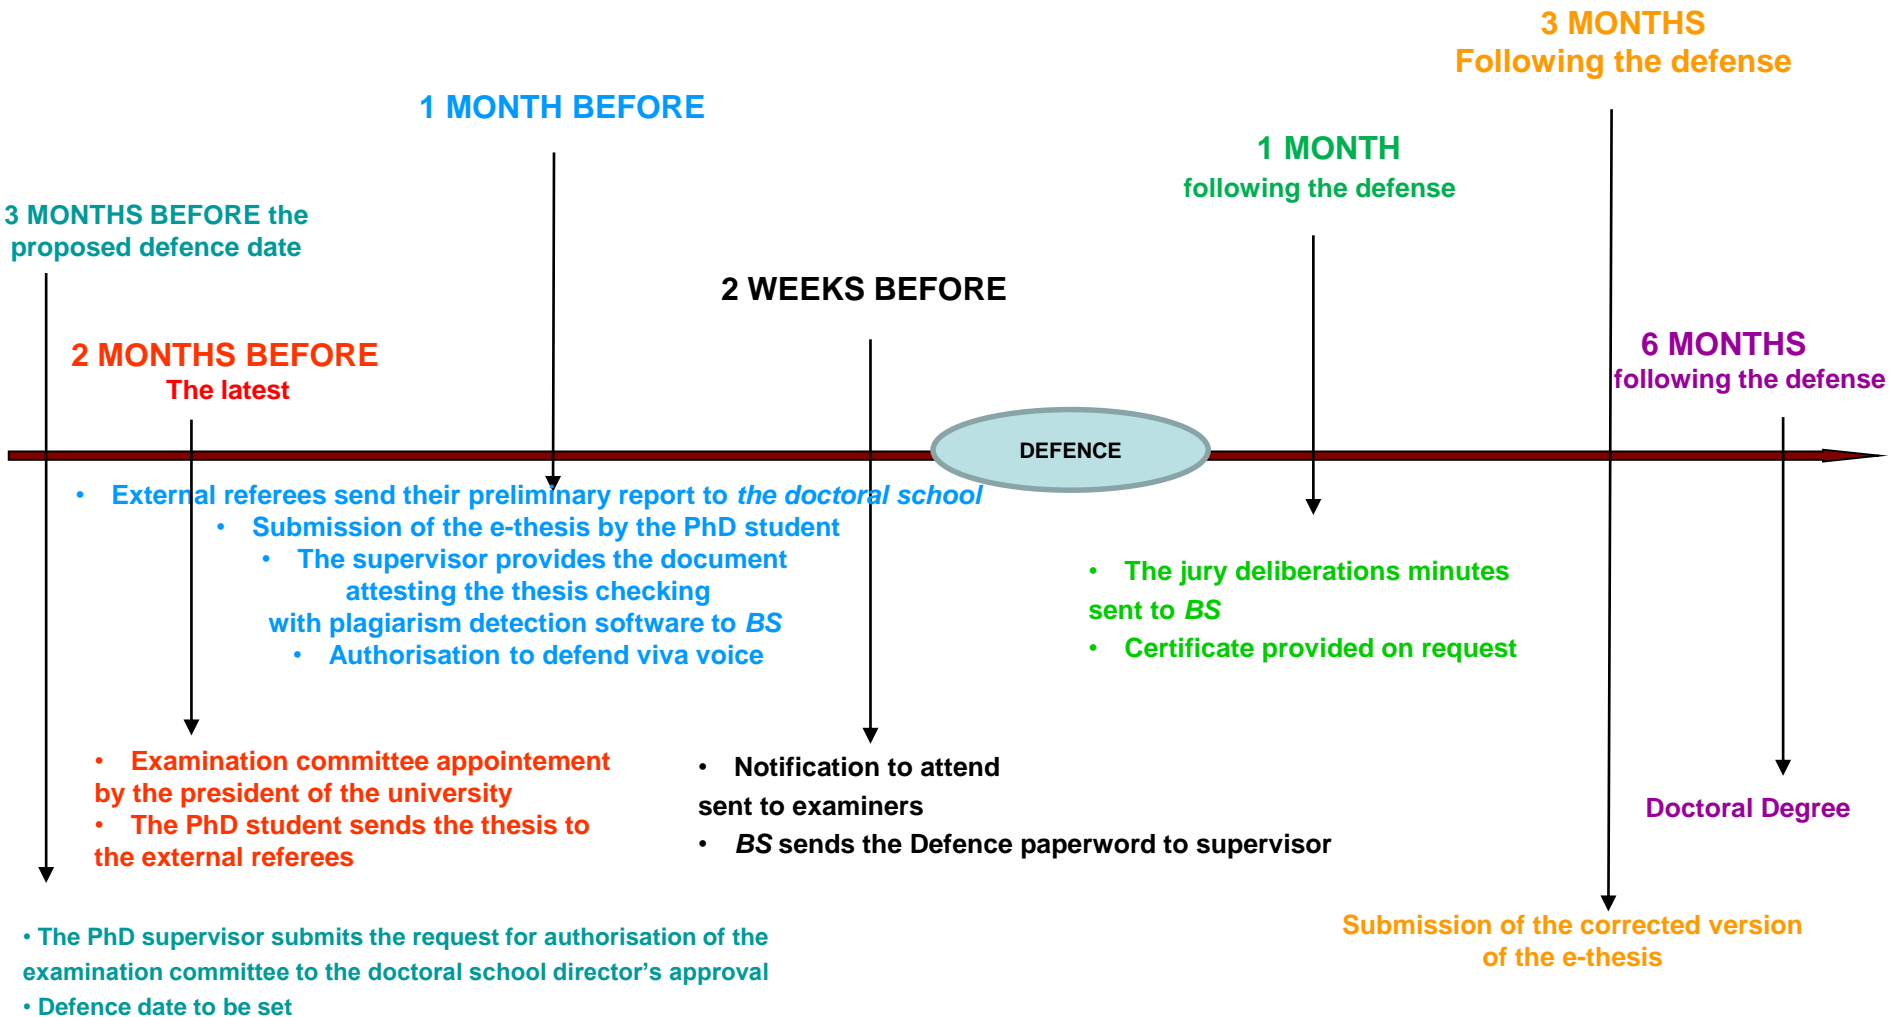 3 MONTHS BEFORE the
proposed defence date
2 MONTHS BEFORE
The latest
1 MONTH BEFORE
2 WEEKS BEFORE
DEFENCE
1 MONTH
following the defense
3 MONTHS
Following the defense
6 MONTHS
following the defense
• External referees send their preliminary report to the doctoral school
• Submission of the e-thesis by the PhD student
• The supervisor provides the document
attesting the thesis checking
with plagiarism detection software to BS
• Authorisation to defend viva voice
• The jury deliberations minutes
sent to BS
• Certificate provided on request
• Examination committee appointement
by the president of the university
• The PhD student sends the thesis to
the external referees
• Notification to attend
sent to examiners
• BS sends the Defence paperword to supervisor
Doctoral Degree
Submission of the corrected version
of the e-thesis
• The PhD supervisor submits the request for authorisation of the
examination committee to the doctoral school director’s approval
• Defence date to be set